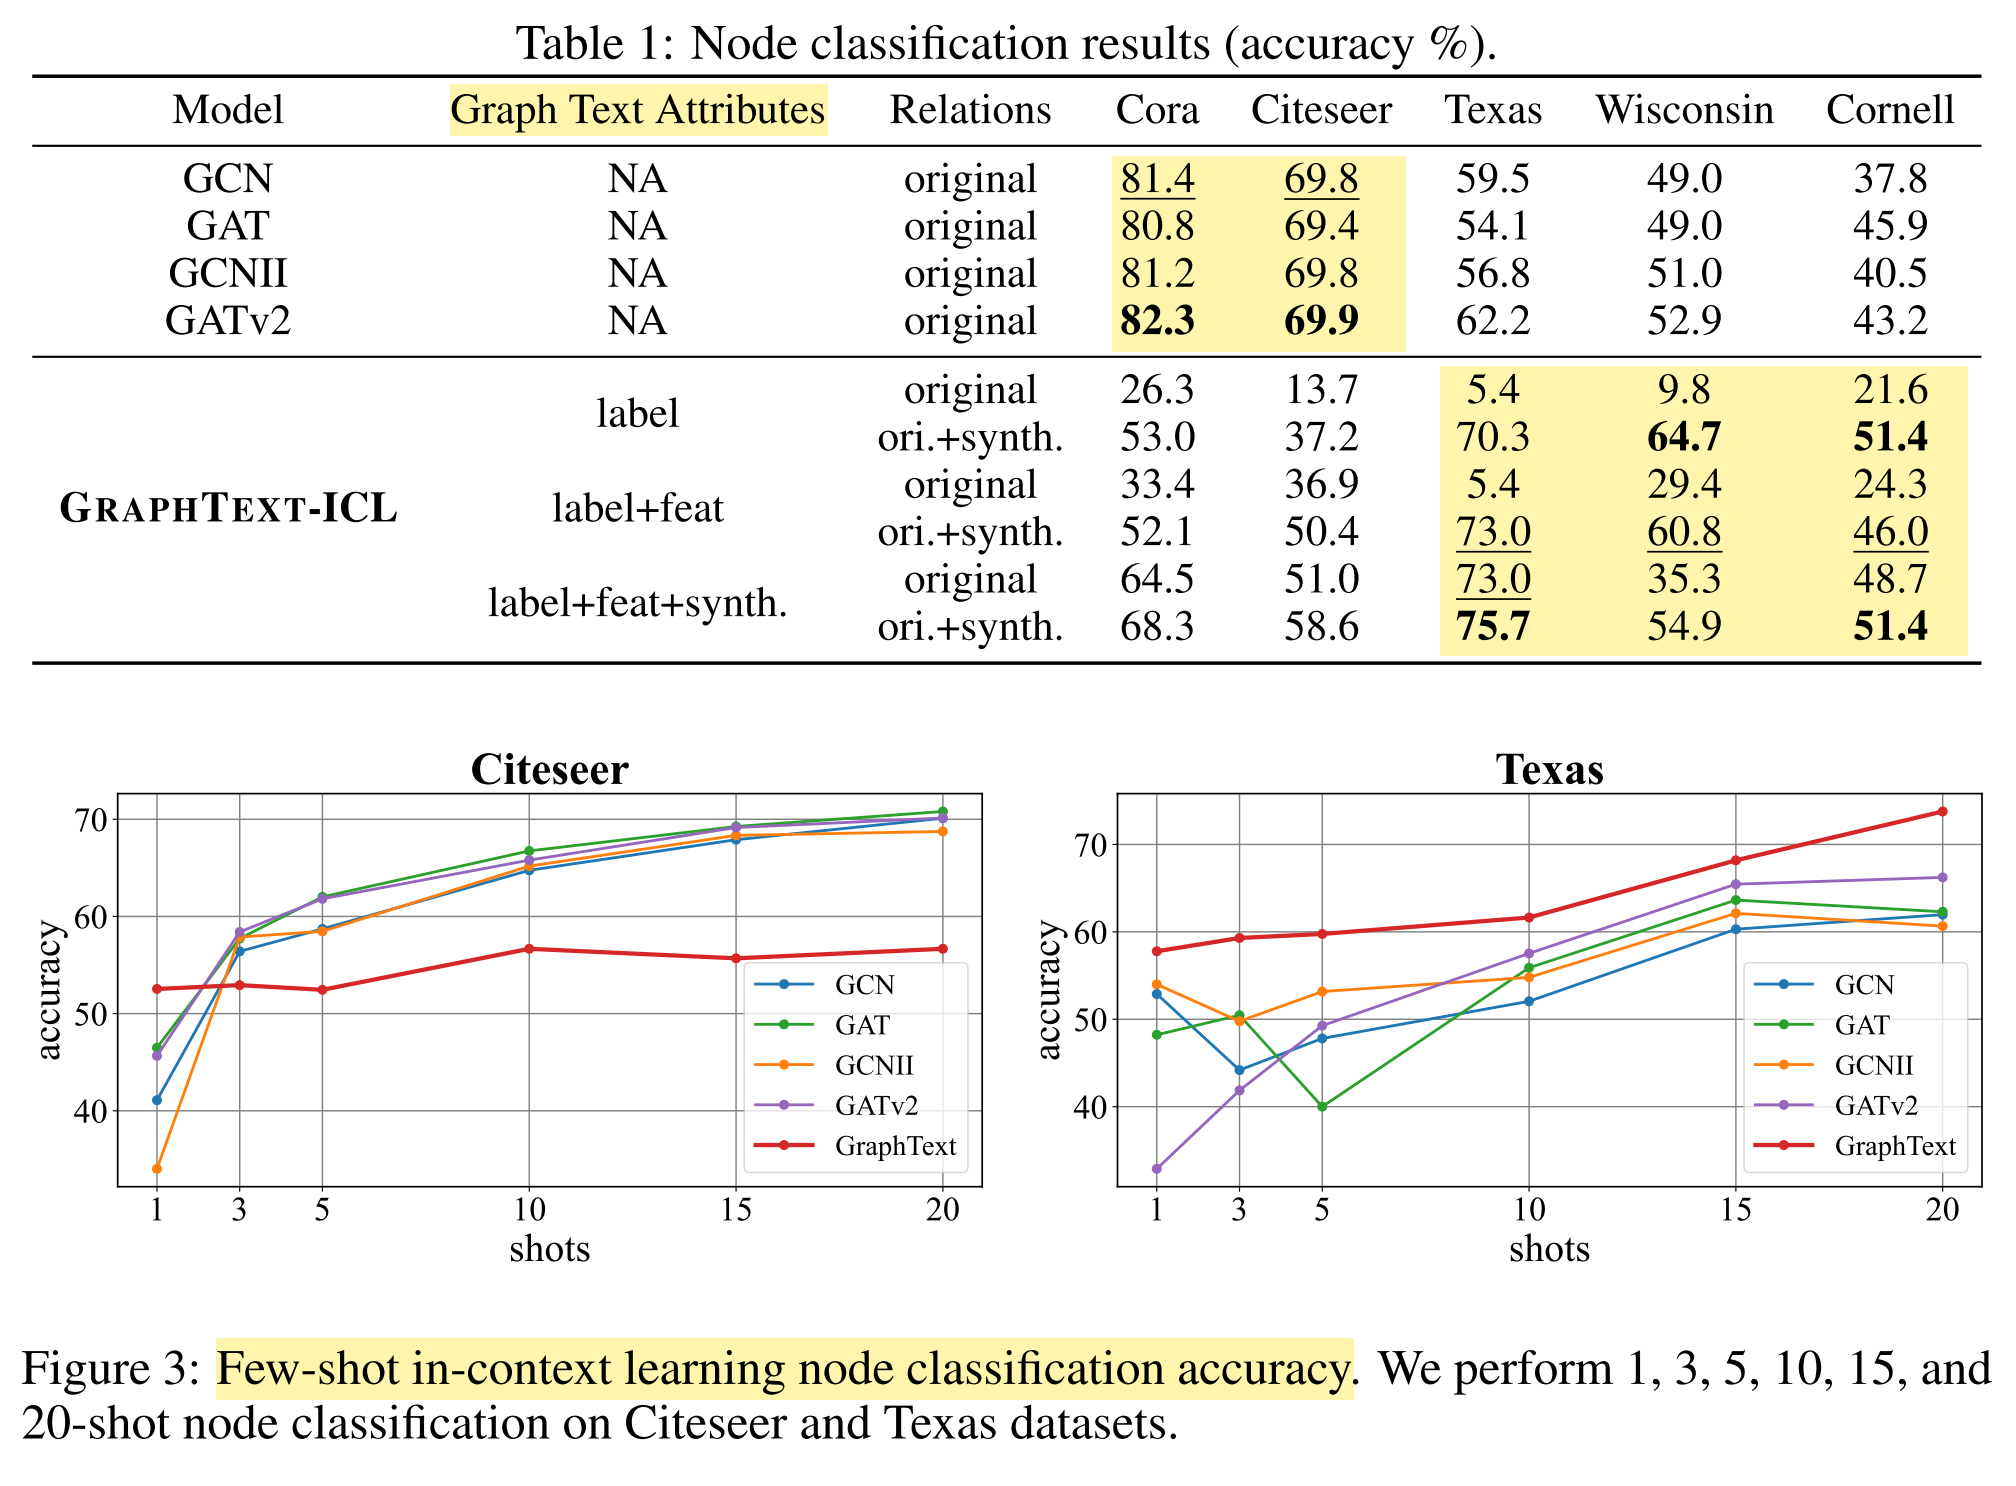 Table 1: Node classification results (accuracy %).
Model Graph Text Attributes Relations Cora Citeseer Texas Wisconsin Cornell
GCN NA original 81.4 69.8 59.5 49.0 37.8
GAT NA original 80.8 69.4 54.1 49.0 45.9
GCNII NA original 81.2 69.8 56.8 51.0 40.5
GATv2 NA original 82.3 69.9 62.2 52.9 43.2
original 26.3 13.7 5.4 9.8 21.6
label
ori.+synth. 53.0 37.2 70.3 64.7 51.4
original 33.4 36.9 5.4 29.4 24.3
GRAPHTEXT-ICL label+feat
ori.+synth. 52.1 50.4 73.0 60.8 46.0
original 64.5 51.0 73.0 35.3 48.7
label+feat+synth.
ori.+synth. 68.3 58.6 75.7 54.9 51.4
Citeseer
70
60
50
40
accuracy
1 3 5 10 15 20
shots
GCN
GAT
GCNII
GATv2
GraphText
Texas
70
60
50
40
accuracy
1 3 5 10 15 20
shots
GCN
GAT
GCNII
GATv2
GraphText
Figure 3: Few-shot in-context learning node classification accuracy. We perform 1, 3, 5, 10, 15, and
20-shot node classification on Citeseer and Texas datasets.